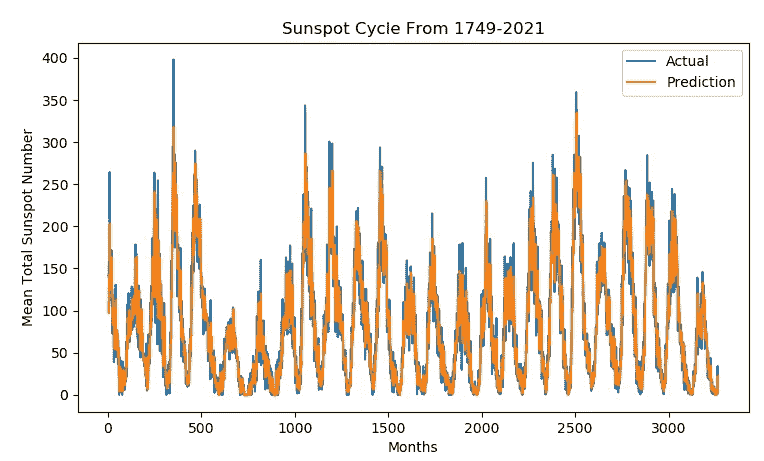 Sunspot Cycle From 1749-2021
Actual
Prediction
Mean Total Sunspot Number
400
350
300
250
200
150
100
50
0
0 500 1000 1500 2000 2500 3000
Months